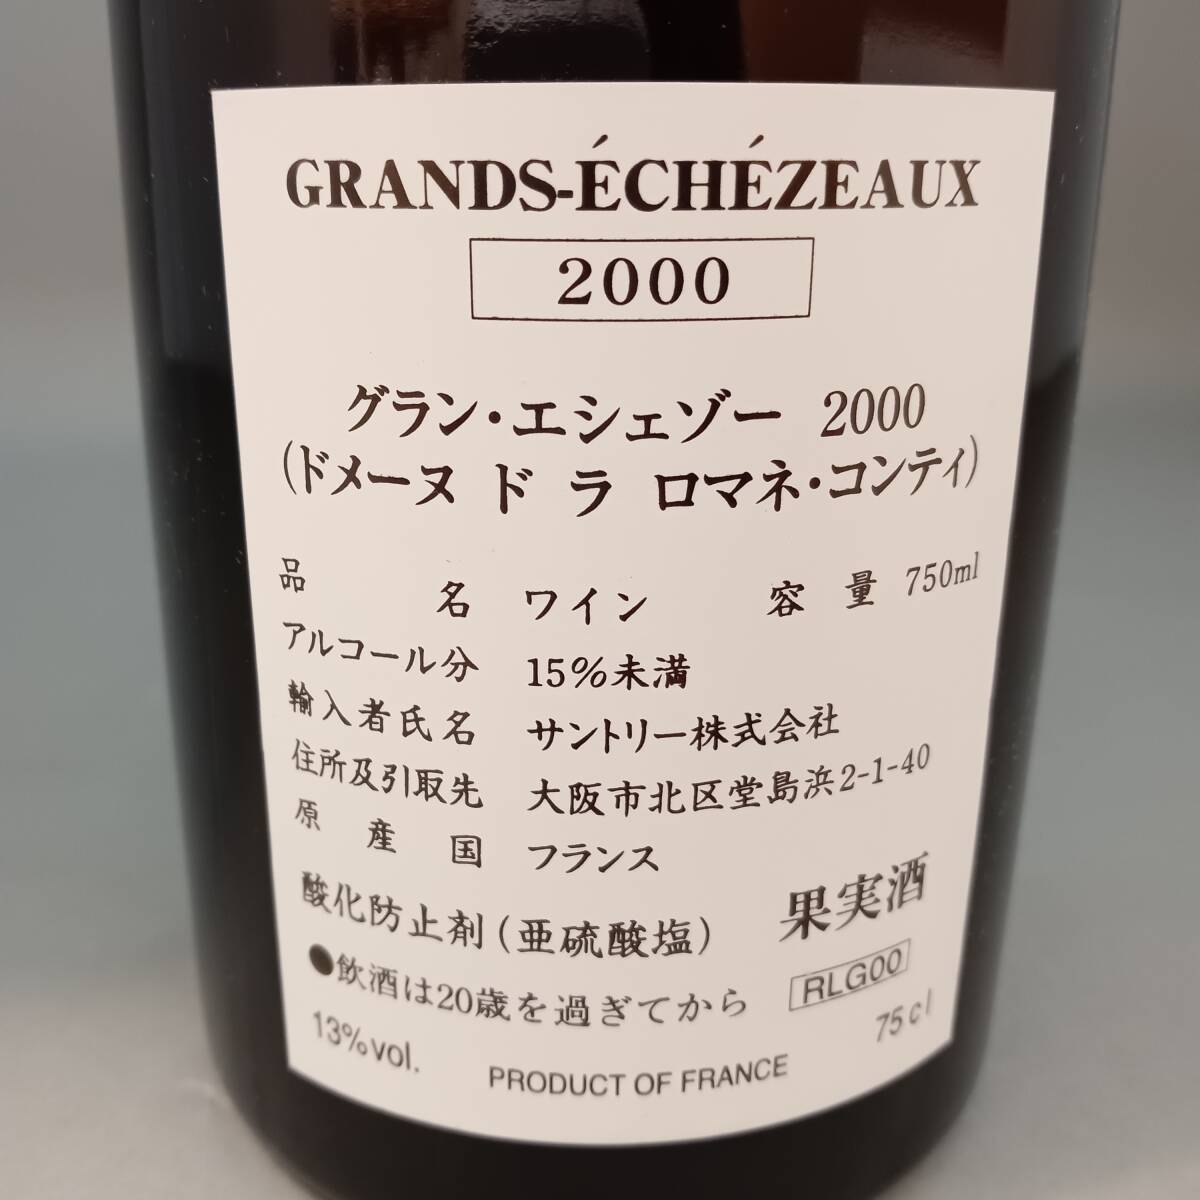 GRANDS-ÉCHÉZEAUX
2000
グラン・エシェゾー 2000
(ドメーヌ ド ラ ロマネ・コンティ)
品名 ワイン 容量 750ml
アルコール分 15%未満
輸入者氏名 サントリー株式会社
住所及引取先 大阪市北区堂島浜2-1-40
原産国 フランス
酸化防止剤(亜硫酸塩) 果実酒
●飲酒は20歳を過ぎてから RLG00
13%vol. PRODUCT OF FRANCE 75cl